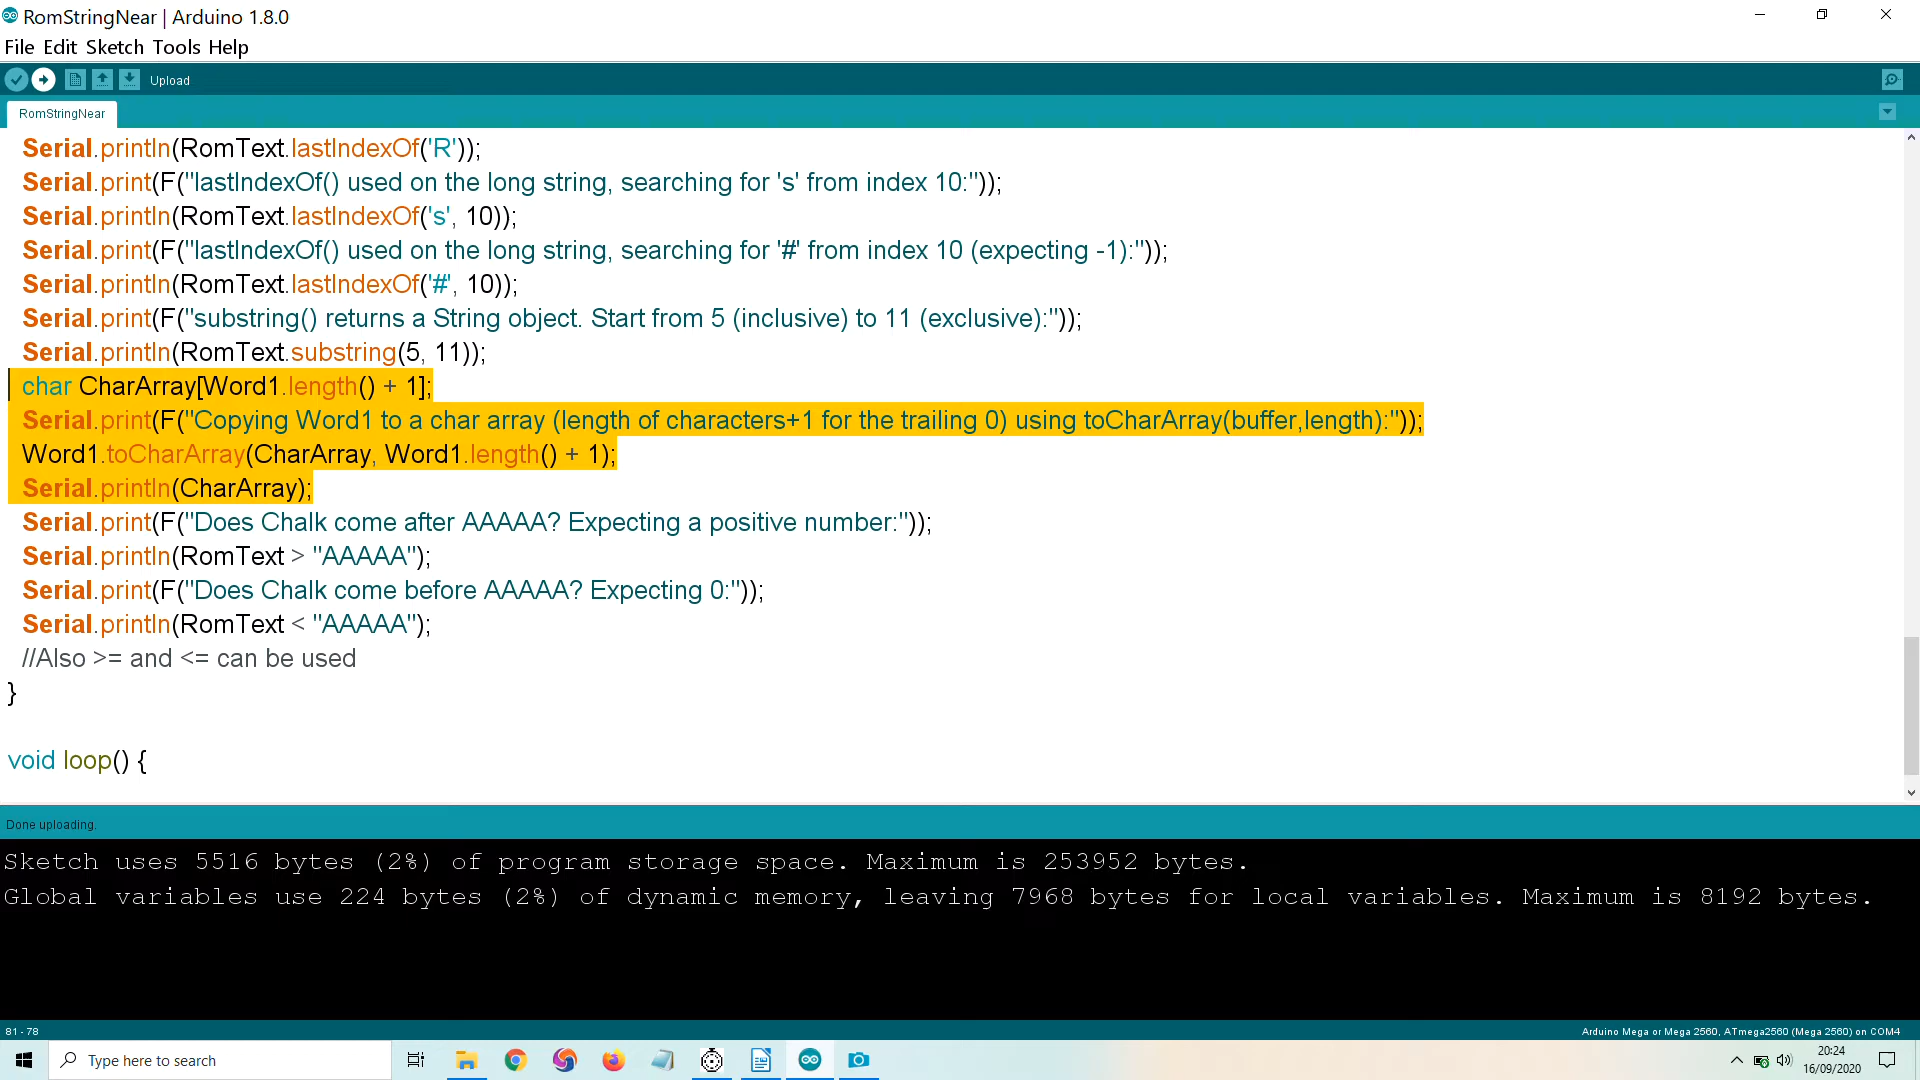 RomStringNear | Arduino 1.8.0
File Edit Sketch Tools Help
Upload
RomStringNear
Serial.println(RomText.lastIndexOf('R'));
Serial.print(F("lastIndexOf() used on the long string, searching for 's' from index 10:"));
Serial.println(RomText.lastIndexOf('s', 10));
Serial.print(F("lastIndexOf() used on the long string, searching for '#' from index 10 (expecting -1):"));
Serial.println(RomText.lastIndexOf('#', 10));
Serial.print(F("substring() returns a String object. Start from 5 (inclusive) to 11 (exclusive):"));
Serial.println(RomText.substring(5, 11));
char CharArray[Word1.length() + 1];
Serial.print(F("Copying Word1 to a char array (length of characters+1 for the trailing 0) using toCharArray(buffer,length):"));
Word1.toCharArray(CharArray, Word1.length() + 1);
Serial.println(CharArray);
Serial.print(F("Does Chalk come after AAAAA? Expecting a positive number:"));
Serial.println(RomText > "AAAAA");
Serial.print(F("Does Chalk come before AAAAA? Expecting 0:"));
Serial.println(RomText < "AAAAA");
//Also >= and <= can be used
}
void loop() {
Done uploading.
Sketch uses 5516 bytes (2%) of program storage space. Maximum is 253952 bytes.
Global variables use 224 bytes (2%) of dynamic memory, leaving 7968 bytes for local variables. Maximum is 8192 bytes.
81 - 78
Arduino Mega or Mega 2560, ATmega2560 (Mega 2560) on COM4
Type here to search
20:24
16/09/2020